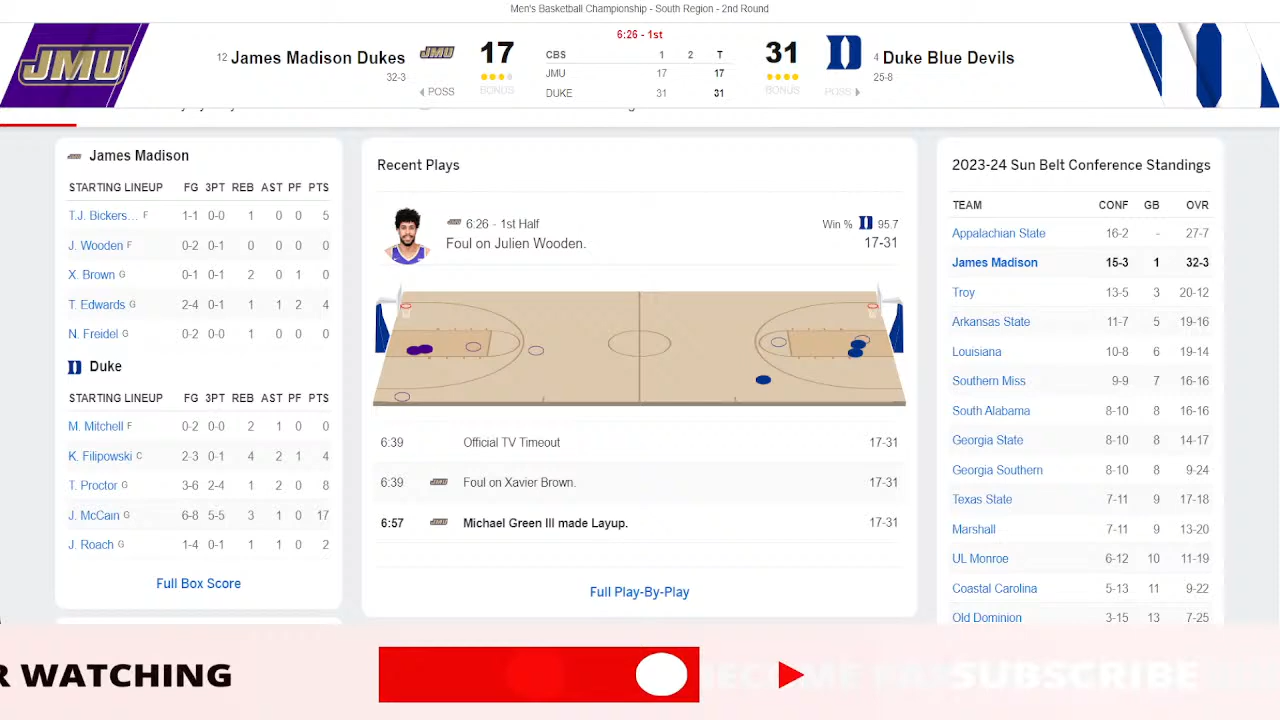 Men's Basketball Championship - South Region - 2nd Round
JMU
12 James Madison Dukes
32-3
JMU
POSS
17
BONUS
6:26 - 1st
CBS 1 2 T
JMU 17 17
DUKE 31 31
31
BONUS
POSS
4 Duke Blue Devils
25-8
James Madison
STARTING LINEUP FG 3PT REB AST PF PTS
T.J. Bickers... F 1-1 0-0 1 0 0 5
J. Wooden F 0-2 0-1 0 0 0 0
X. Brown G 0-1 0-1 2 0 1 0
T. Edwards G 2-4 0-1 1 1 2 4
N. Freidel G 0-2 0-0 1 0 0 0
Duke
STARTING LINEUP FG 3PT REB AST PF PTS
M. Mitchell F 0-2 0-0 2 1 0 0
K. Filipowski C 2-3 0-1 4 2 1 4
T. Proctor G 3-6 2-4 1 2 0 8
J. McCain G 6-8 5-5 3 1 0 17
J. Roach G 1-4 0-1 1 1 0 2
Full Box Score
Recent Plays
6:26 - 1st Half
Foul on Julien Wooden.
Win % 95.7
17-31
6:39 Official TV Timeout 17-31
6:39 JMU Foul on Xavier Brown. 17-31
6:57 JMU Michael Green III made Layup. 17-31
Full Play-By-Play
2023-24 Sun Belt Conference Standings
TEAM CONF GB OVR
Appalachian State 16-2 - 27-7
James Madison 15-3 1 32-3
Troy 13-5 3 20-12
Arkansas State 11-7 5 19-16
Louisiana 10-8 6 19-14
Southern Miss 9-9 7 16-16
South Alabama 8-10 8 16-16
Georgia State 8-10 8 14-17
Georgia Southern 8-10 8 9-24
Texas State 7-11 9 17-18
Marshall 7-11 9 13-20
UL Monroe 6-12 10 11-19
Coastal Carolina 5-13 11 9-22
Old Dominion 3-15 13 7-25
R WATCHING
SUBSCRIBE